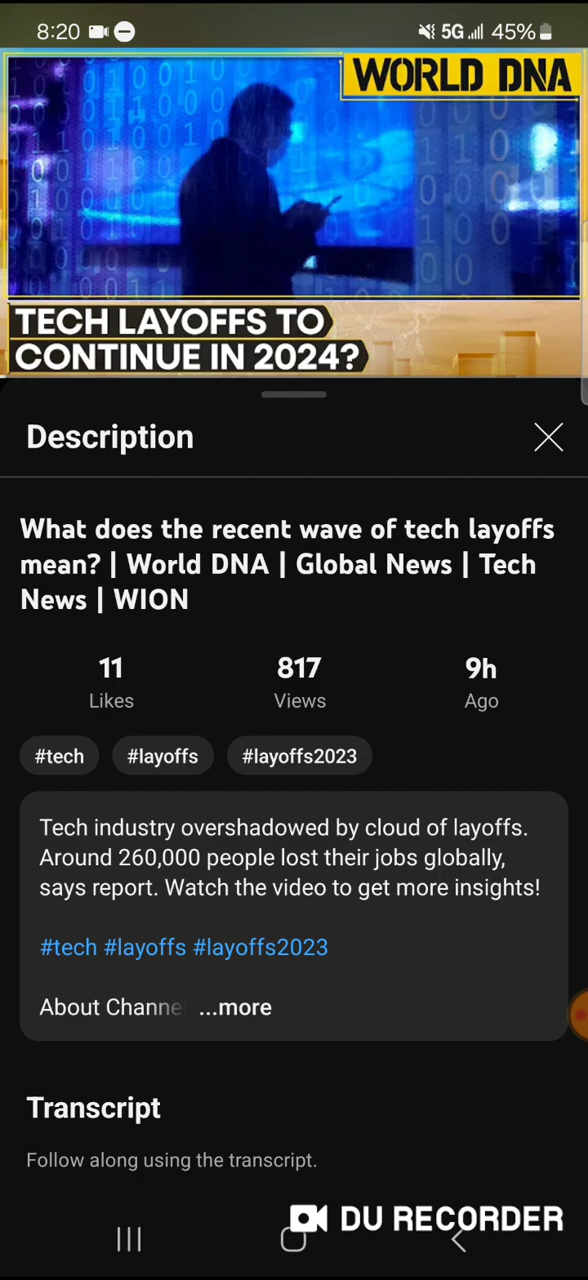 8:20
5G
45%
WORLD DNA
TECH LAYOFFS TO
CONTINUE IN 2024?
Description
What does the recent wave of tech layoffs
mean? | World DNA | Global News | Tech
News | WION
11
817
9h
Likes
Views
Ago
#tech
#layoffs
#layoffs2023
Tech industry overshadowed by cloud of layoffs.
Around 260,000 people lost their jobs globally,
says report. Watch the video to get more insights!
#tech #layoffs #layoffs2023
About Channe ...more
Transcript
Follow along using the transcript.
DU RECORDER